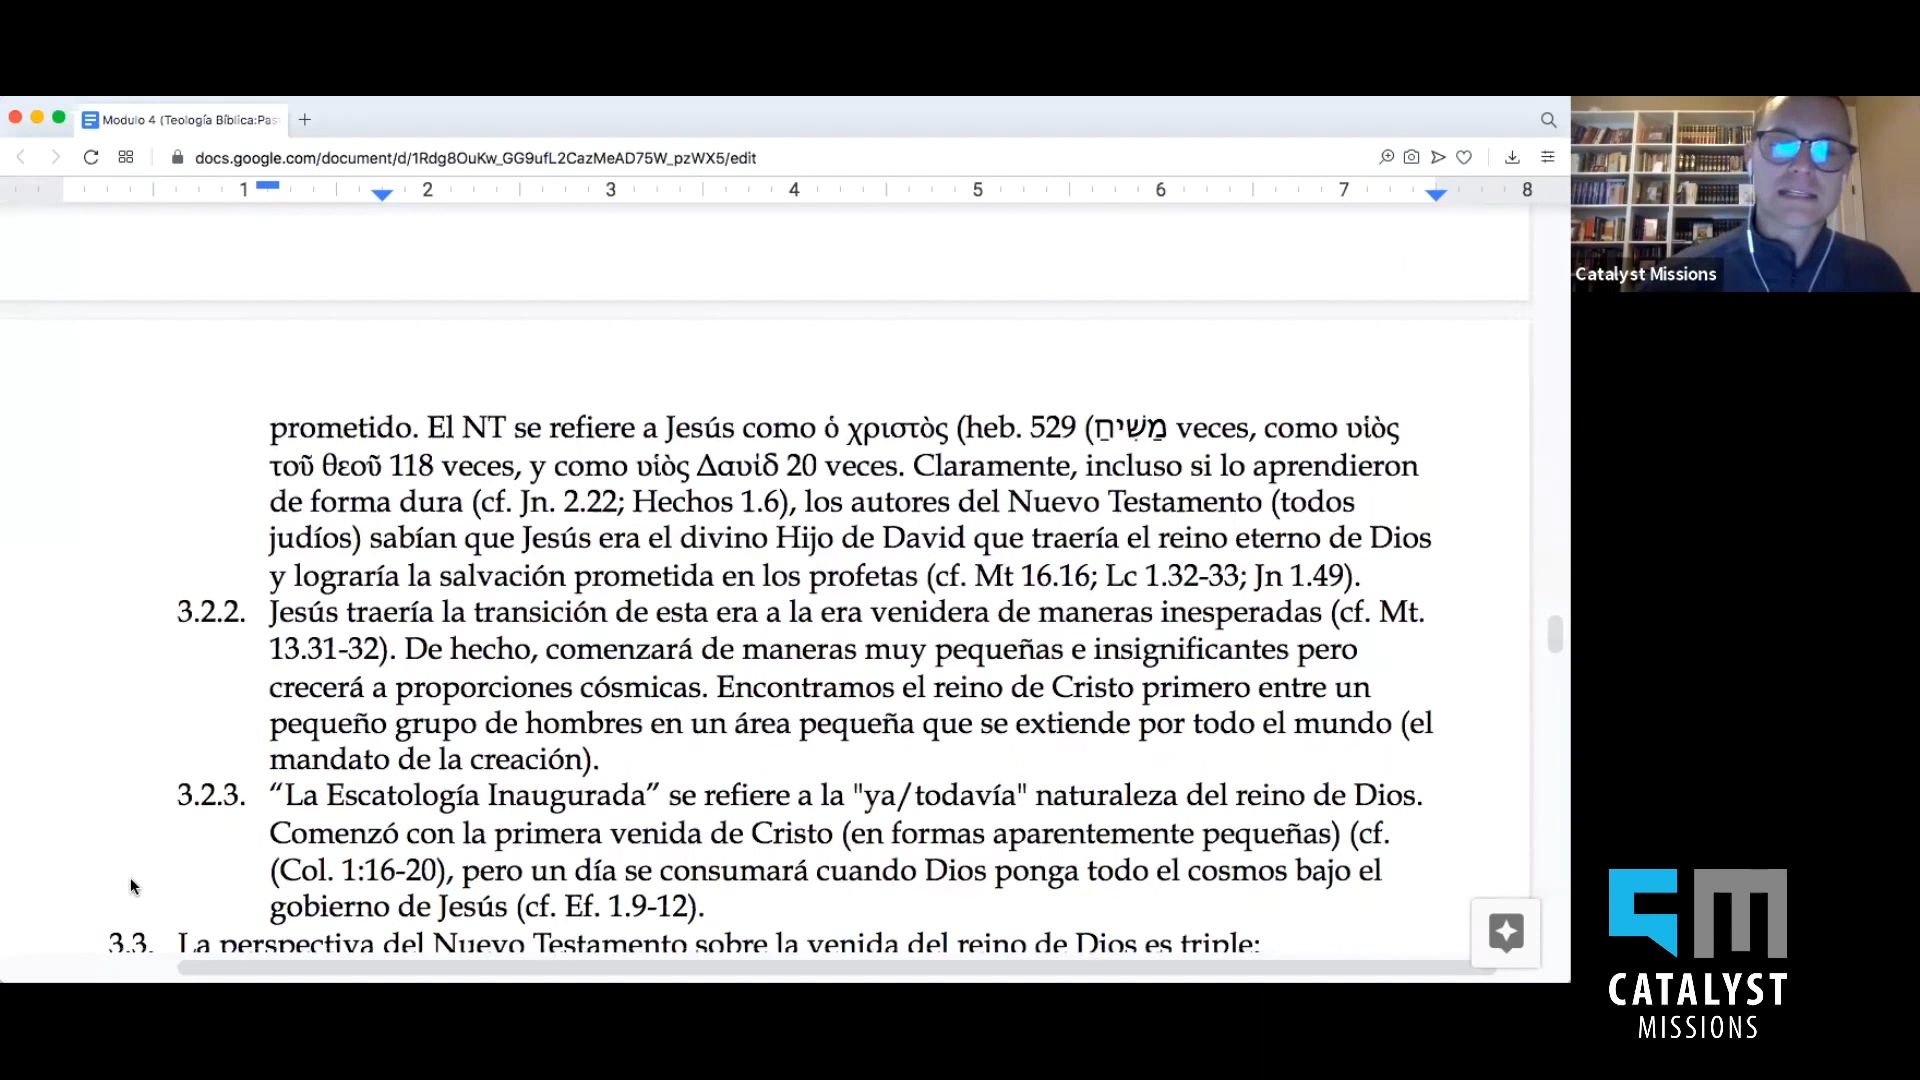 Modulo 4 (Teología Bíblica:Pas
docs.google.com/document/d/1Rdg8OuKw_GG9ufL2CazMeAD75W_pzWX5/edit
1 2 3 4 5 6 7 8
Catalyst Missions
prometido. El NT se refiere a Jesús como ὁ χριστὸς (heb. 529 (מָשִׁיחַ veces, como υἱὸς
τοῦ θεοῦ 118 veces, y como υἱὸς Δαυίδ 20 veces. Claramente, incluso si lo aprendieron
de forma dura (cf. Jn. 2.22; Hechos 1.6), los autores del Nuevo Testamento (todos
judíos) sabían que Jesús era el divino Hijo de David que traería el reino eterno de Dios
y lograría la salvación prometida en los profetas (cf. Mt 16.16; Lc 1.32-33; Jn 1.49).
3.2.2. Jesús traería la transición de esta era a la era venidera de maneras inesperadas (cf. Mt.
13.31-32). De hecho, comenzará de maneras muy pequeñas e insignificantes pero
crecerá a proporciones cósmicas. Encontramos el reino de Cristo primero entre un
pequeño grupo de hombres en un área pequeña que se extiende por todo el mundo (el
mandato de la creación).
3.2.3. “La Escatología Inaugurada” se refiere a la "ya/todavía" naturaleza del reino de Dios.
Comenzó con la primera venida de Cristo (en formas aparentemente pequeñas) (cf.
(Col. 1:16-20), pero un día se consumará cuando Dios ponga todo el cosmos bajo el
gobierno de Jesús (cf. Ef. 1.9-12).
3.3. La perspectiva del Nuevo Testamento sobre la venida del reino de Dios es triple:
CATALYST
MISSIONS